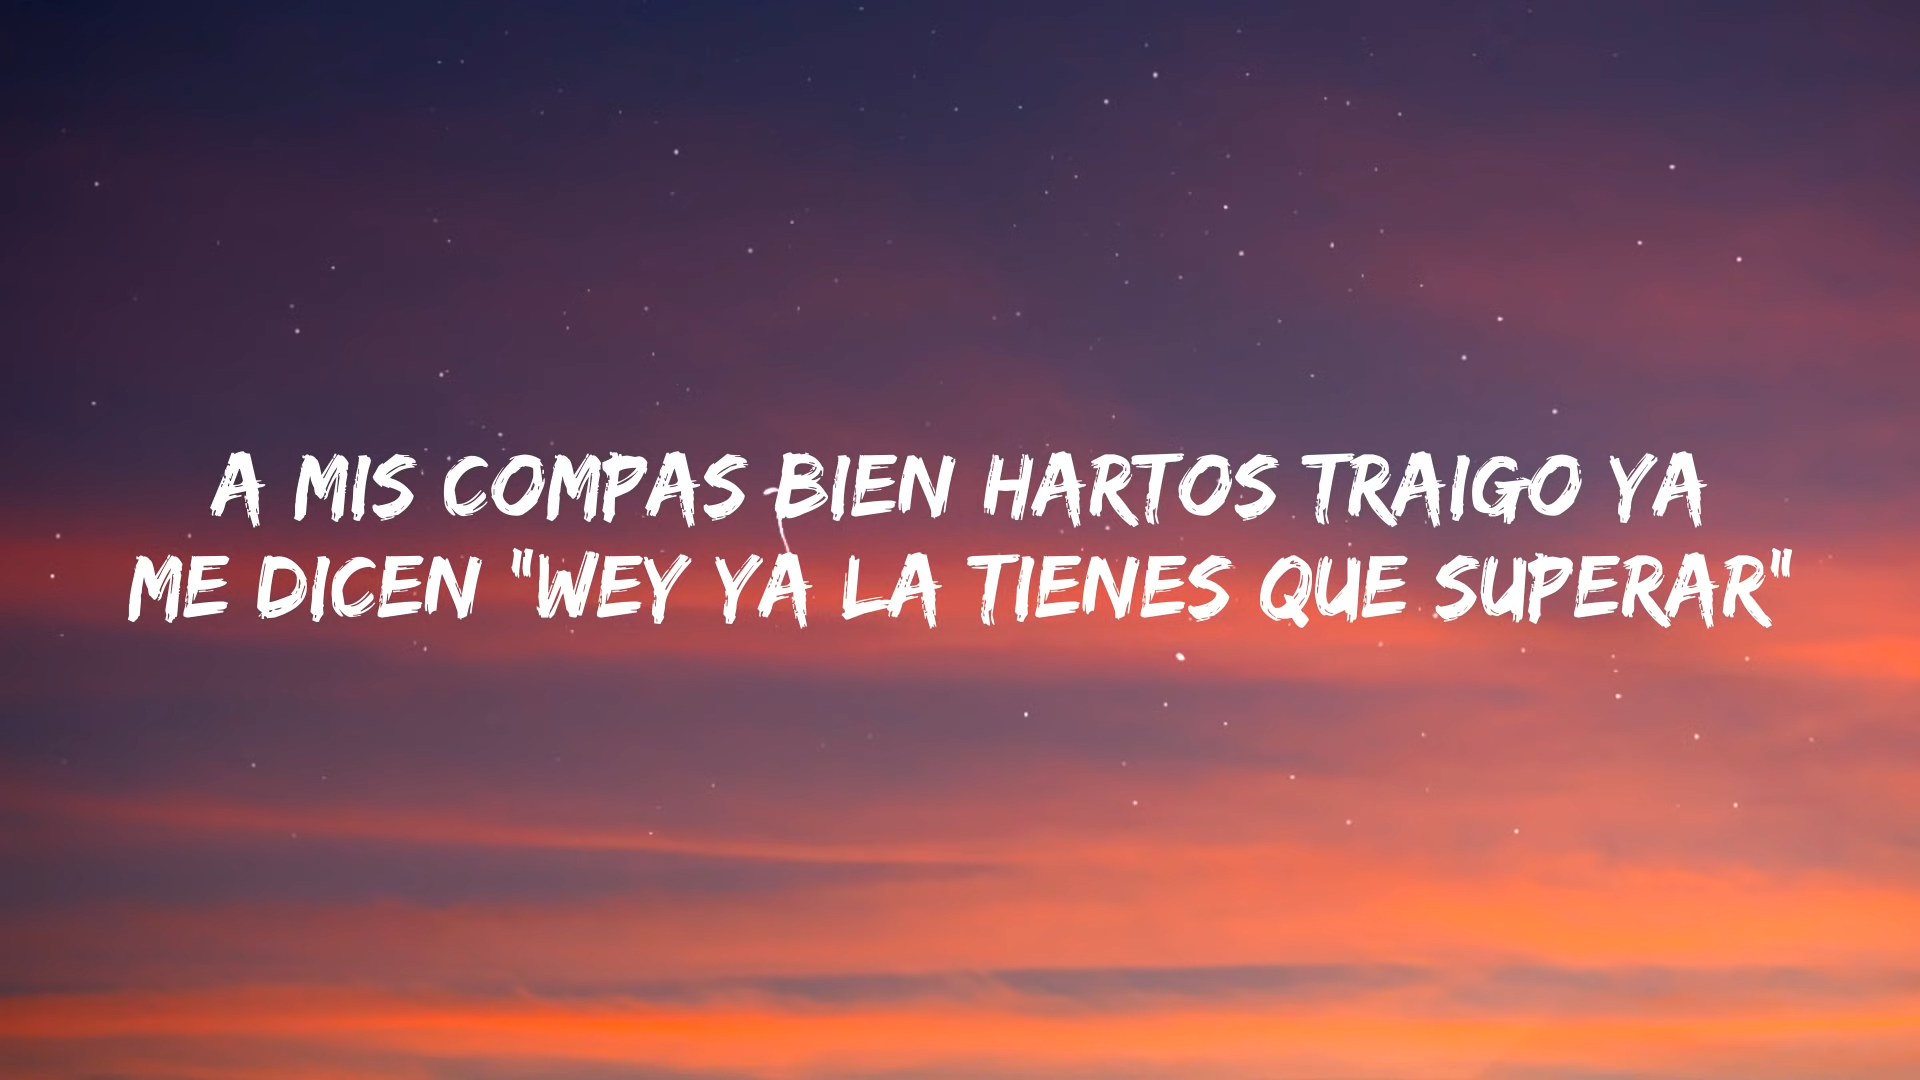 A MIS COMPAS BIEN HARTOS TRAIGO YA
ME DICEN "WEY YA LA TIENES QUE SUPERAR"